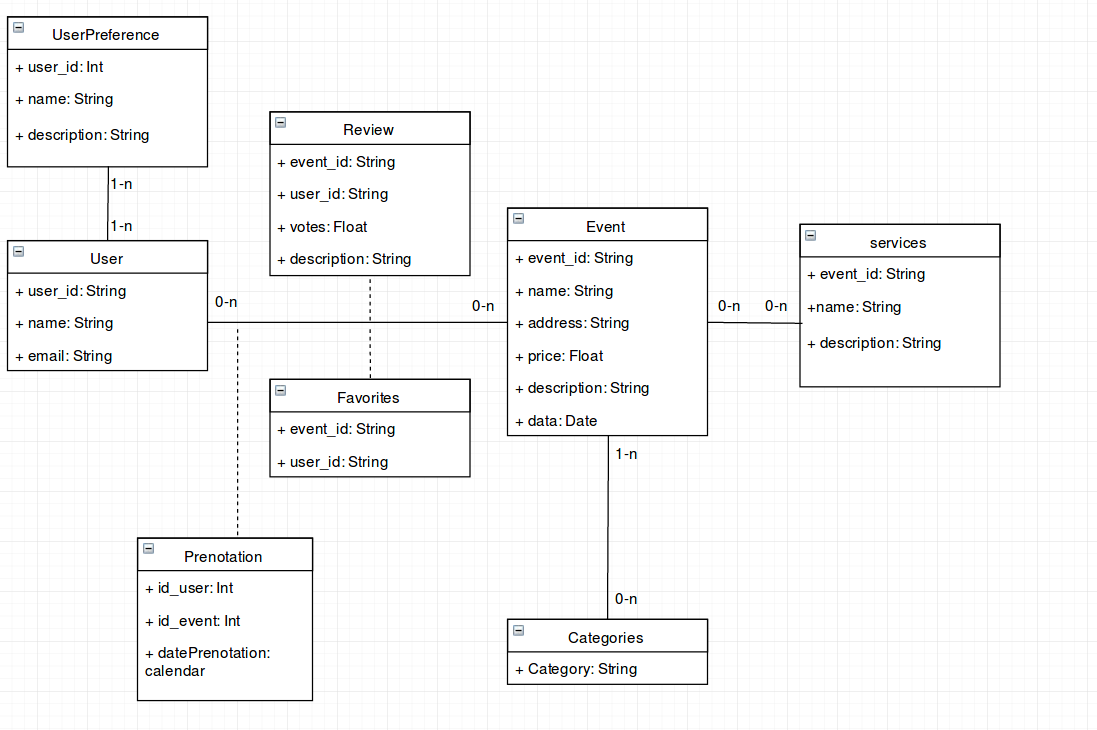 UserPreference
+ user_id: Int
+ name: String
+ description: String
1-n
1-n
User
+ user_id: String
+ name: String
+ email: String
Review
+ event_id: String
+ user_id: String
+ votes: Float
+ description: String
0-n
0-n
Favorites
+ event_id: String
+ user_id: String
Prenotation
+ id_user: Int
+ id_event: Int
+ datePrenotation:
calendar
Event
+ event_id: String
+ name: String
+ address: String
+ price: Float
+ description: String
+ data: Date
0-n
0-n
services
+ event_id: String
+name: String
+ description: String
1-n
0-n
Categories
+ Category: String